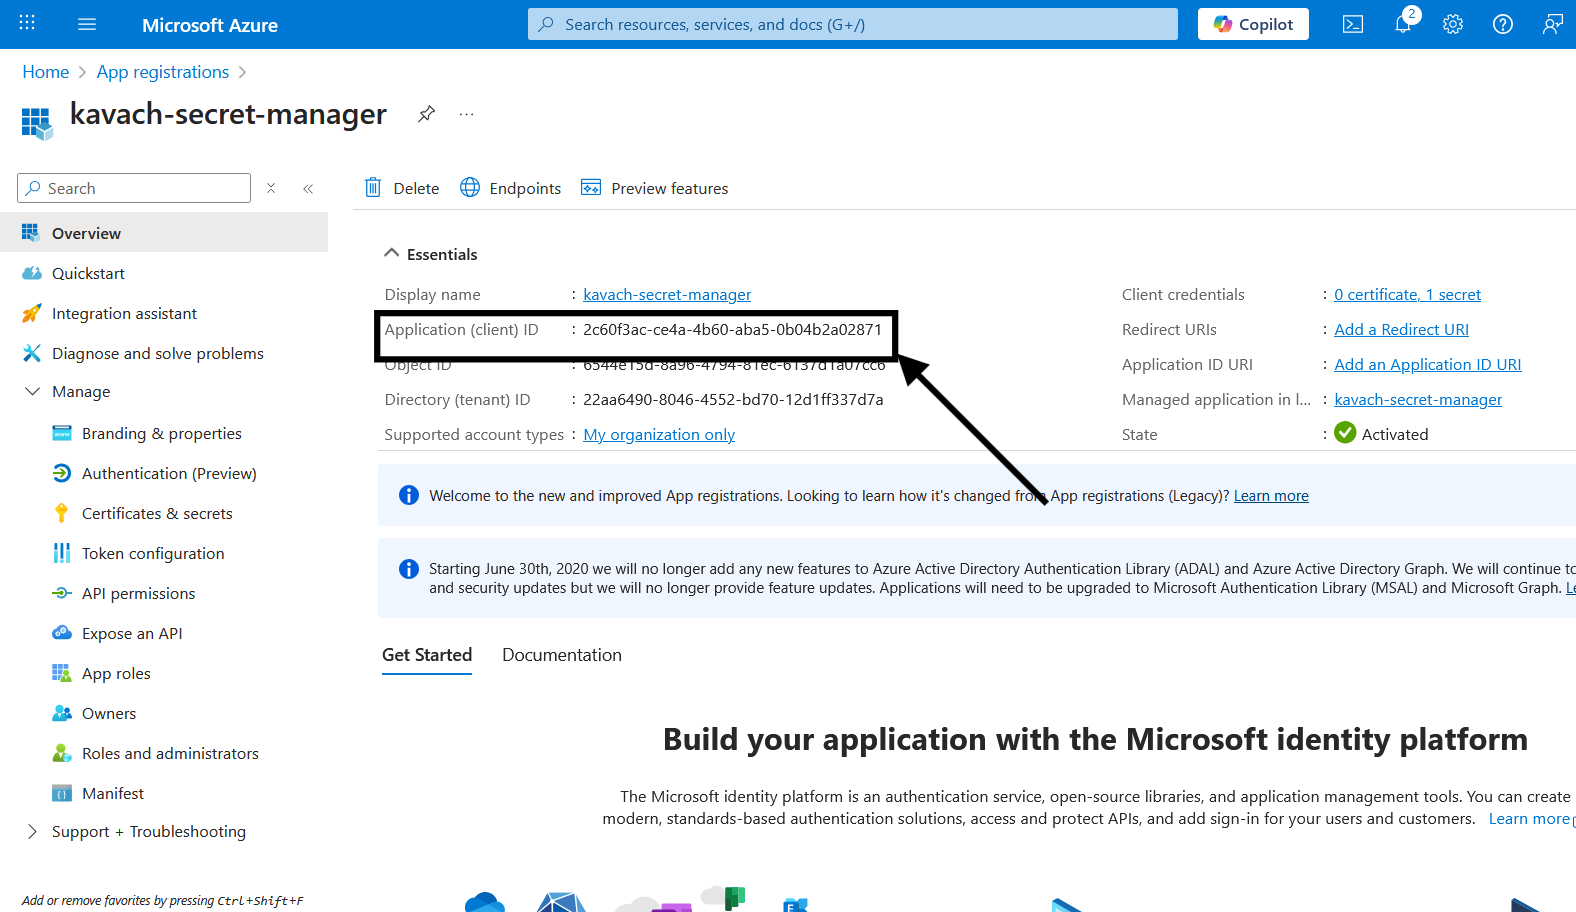 Microsoft Azure
Search resources, services, and docs (G+/)
Copilot
2
Home > App registrations >
kavach-secret-manager
Search
Delete
Endpoints
Preview features
Overview
Quickstart
Integration assistant
Diagnose and solve problems
Manage
Branding & properties
Authentication (Preview)
Certificates & secrets
Token configuration
API permissions
Expose an API
App roles
Owners
Roles and administrators
Manifest
Support + Troubleshooting
Add or remove favorites by pressing Ctrl+Shift+F
Essentials
Display name : kavach-secret-manager
Application (client) ID : 2c60f3ac-ce4a-4b60-aba5-0b04b2a02871
Object ID : 6544e15d-8a96-4794-81ec-6137d1a07cc6
Directory (tenant) ID : 22aa6490-8046-4552-bd70-12d1ff337d7a
Supported account types : My organization only
Client credentials : 0 certificate, 1 secret
Redirect URIs : Add a Redirect URI
Application ID URI : Add an Application ID URI
Managed application in l... : kavach-secret-manager
State : Activated
Welcome to the new and improved App registrations. Looking to learn how it's changed from App registrations (Legacy)? Learn more
Starting June 30th, 2020 we will no longer add any new features to Azure Active Directory Authentication Library (ADAL) and Azure Active Directory Graph. We will continue to
and security updates but we will no longer provide feature updates. Applications will need to be upgraded to Microsoft Authentication Library (MSAL) and Microsoft Graph. Le
Get Started
Documentation
Build your application with the Microsoft identity platform
The Microsoft identity platform is an authentication service, open-source libraries, and application management tools. You can create
modern, standards-based authentication solutions, access and protect APIs, and add sign-in for your users and customers. Learn more